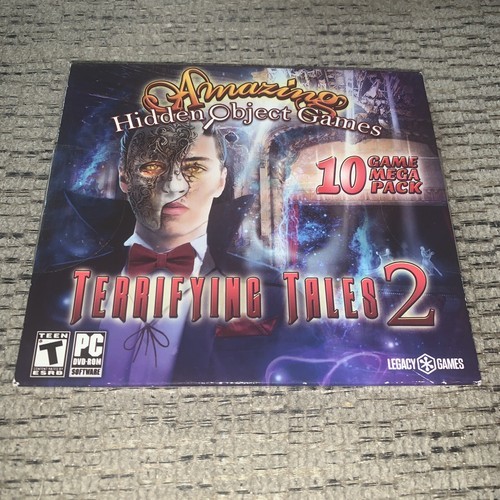 Amazing
Hidden Object Games
10 GAME
MEGA
PACK
TERRIFYING TALES 2
TEEN
T
ESRB
PC
DVD-ROM
SOFTWARE
LEGACY GAMES